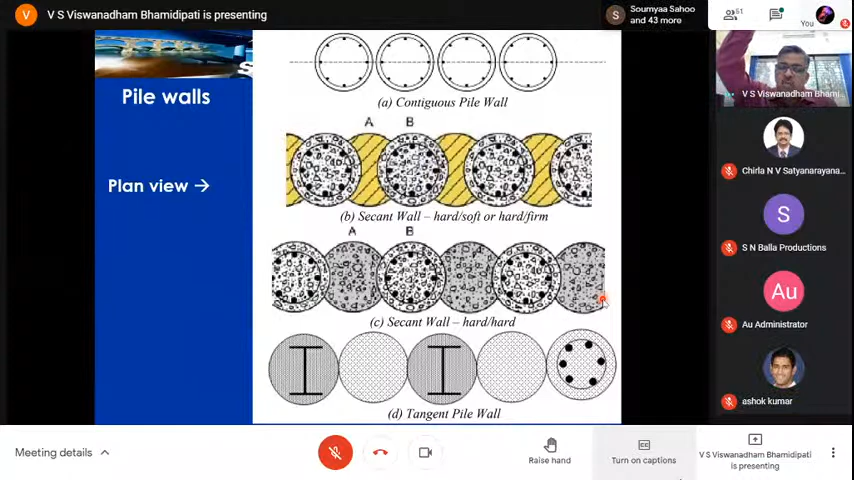 V
V S Viswanadham Bhamidipati is presenting
S
Soumyaa Sahoo
and 43 more
51
You
Pile walls
Plan view →
S
(a) Contiguous Pile Wall
A B
(b) Secant Wall – hard/soft or hard/firm
A B
(c) Secant Wall – hard/hard
(d) Tangent Pile Wall
V S Viswanadham Bhami...
Chirla N V Satyanarayana...
S
S N Balla Productions
Au
Au Administrator
ashok kumar
Meeting details
Raise hand
CC
Turn on captions
V S Viswanadham Bhamidipati
is presenting